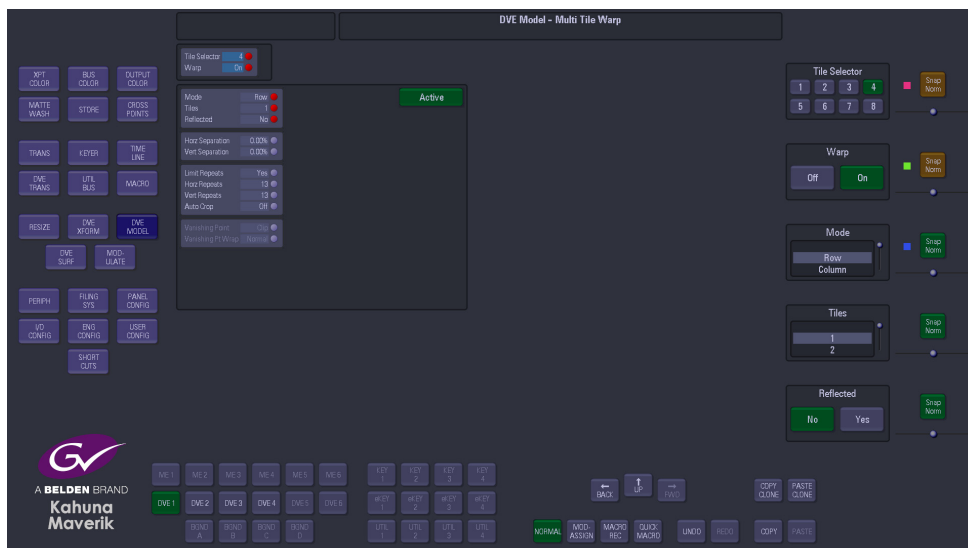 DVE Model - Multi Tile Warp
Tile Selector 4
Warp On
Mode Row
Tiles 1
Reflected No
Active
Horz Separation 0.00%
Vert Separation 0.00%
Limit Repeats Yes
Horz Repeats 13
Vert Repeats 13
Auto Crop Off
Vanishing Point Clip
Vanishing Pt Wrap Normal
XPT COLOR
BUS COLOR
OUTPUT COLOR
MATTE WASH
STORE
CROSS POINTS
TRANS
KEYER
TIME LINE
DVE TRANS
UTIL BUS
MACRO
RESIZE
DVE XFORM
DVE MODEL
DVE SURF
MOD- ULATE
PERIPH
FILING SYS
PANEL CONFIG
I/O CONFIG
ENG CONFIG
USER CONFIG
SHORT CUTS
Tile Selector
1 2 3 4
5 6 7 8
Snap Norm
Warp
Off On
Snap Norm
Mode
Row
Column
Snap Norm
Tiles
1
2
Snap Norm
Reflected
No Yes
Snap Norm
GV
A BELDEN BRAND
Kahuna
Maverik
ME 1 ME 2 ME 3 ME 4 ME 5 ME 6
DVE 1 DVE 2 DVE 3 DVE 4 DVE 5 DVE 6
BGND A BGND B BGND C BGND D
KEY 1 KEY 2 KEY 3 KEY 4
eKEY 1 eKEY 2 eKEY 3 eKEY 4
UTIL 1 UTIL 2 UTIL 3 UTIL 4
BACK UP FWD
NORMAL MOD- ASSIGN MACRO REC QUICK MACRO UNDO REDO
COPY CLONE PASTE CLONE
COPY PASTE